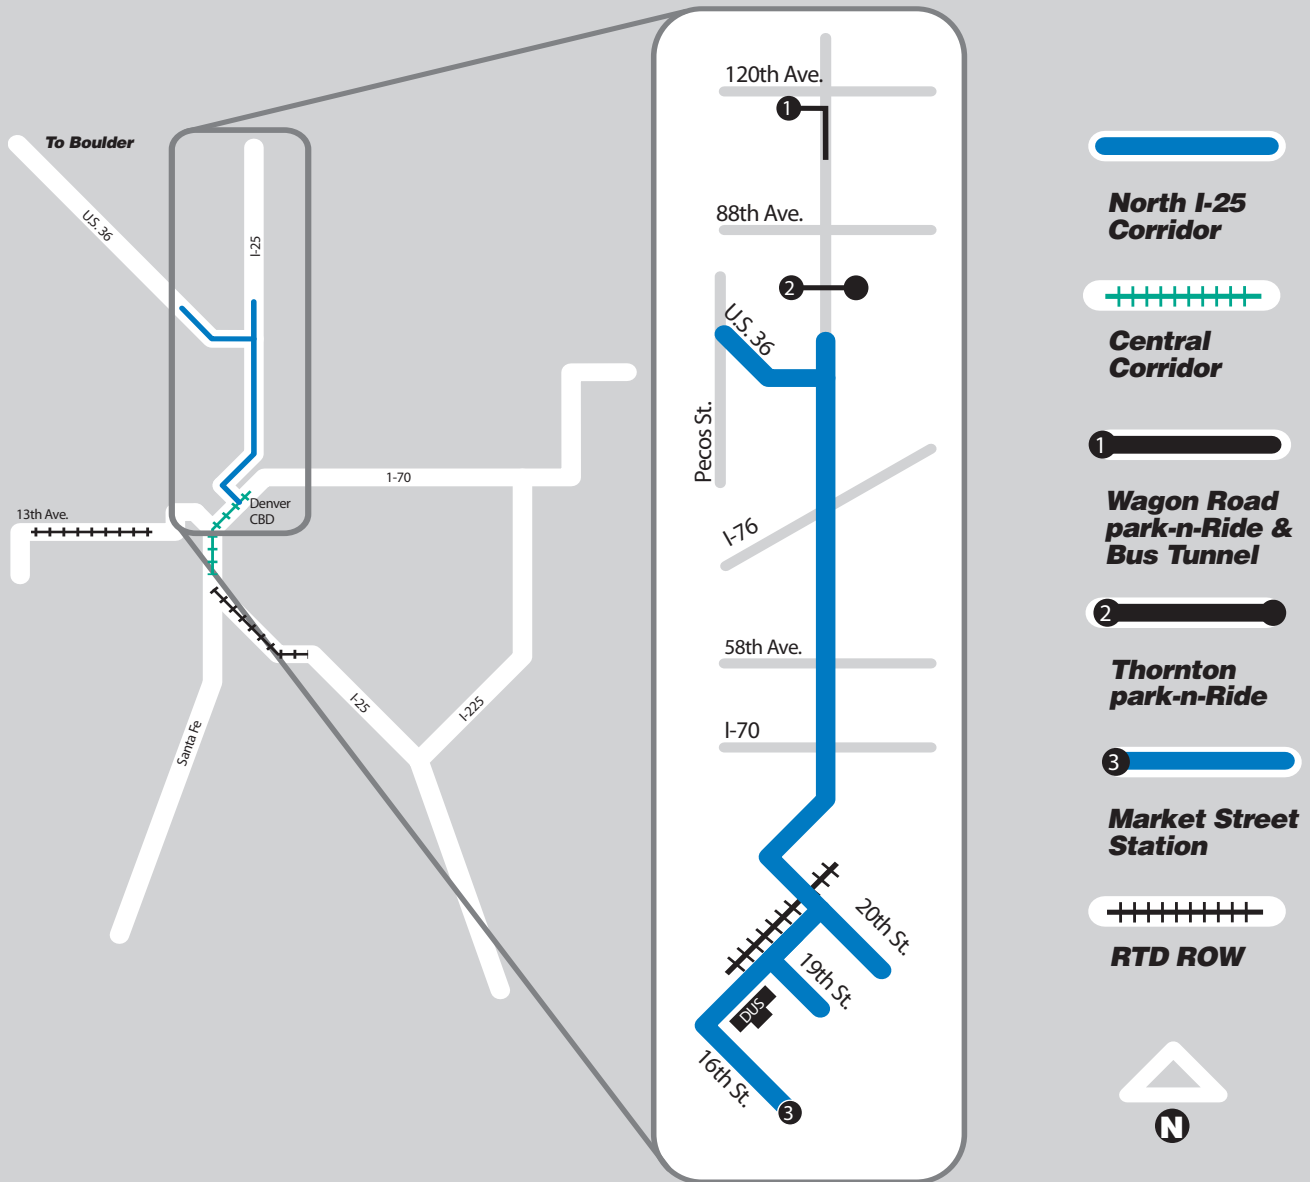 To Boulder
U.S. 36
I-25
1-70
Denver
CBD
13th Ave.
I-25
I-225
Santa Fe
120th Ave.
1
88th Ave.
2
U.S. 36
Pecos St.
I-76
58th Ave.
I-70
20th St.
19th St.
DUS
16th St.
3
North I-25
Corridor
Central
Corridor
1
Wagon Road
park-n-Ride &
Bus Tunnel
2
Thornton
park-n-Ride
3
Market Street
Station
RTD ROW
N